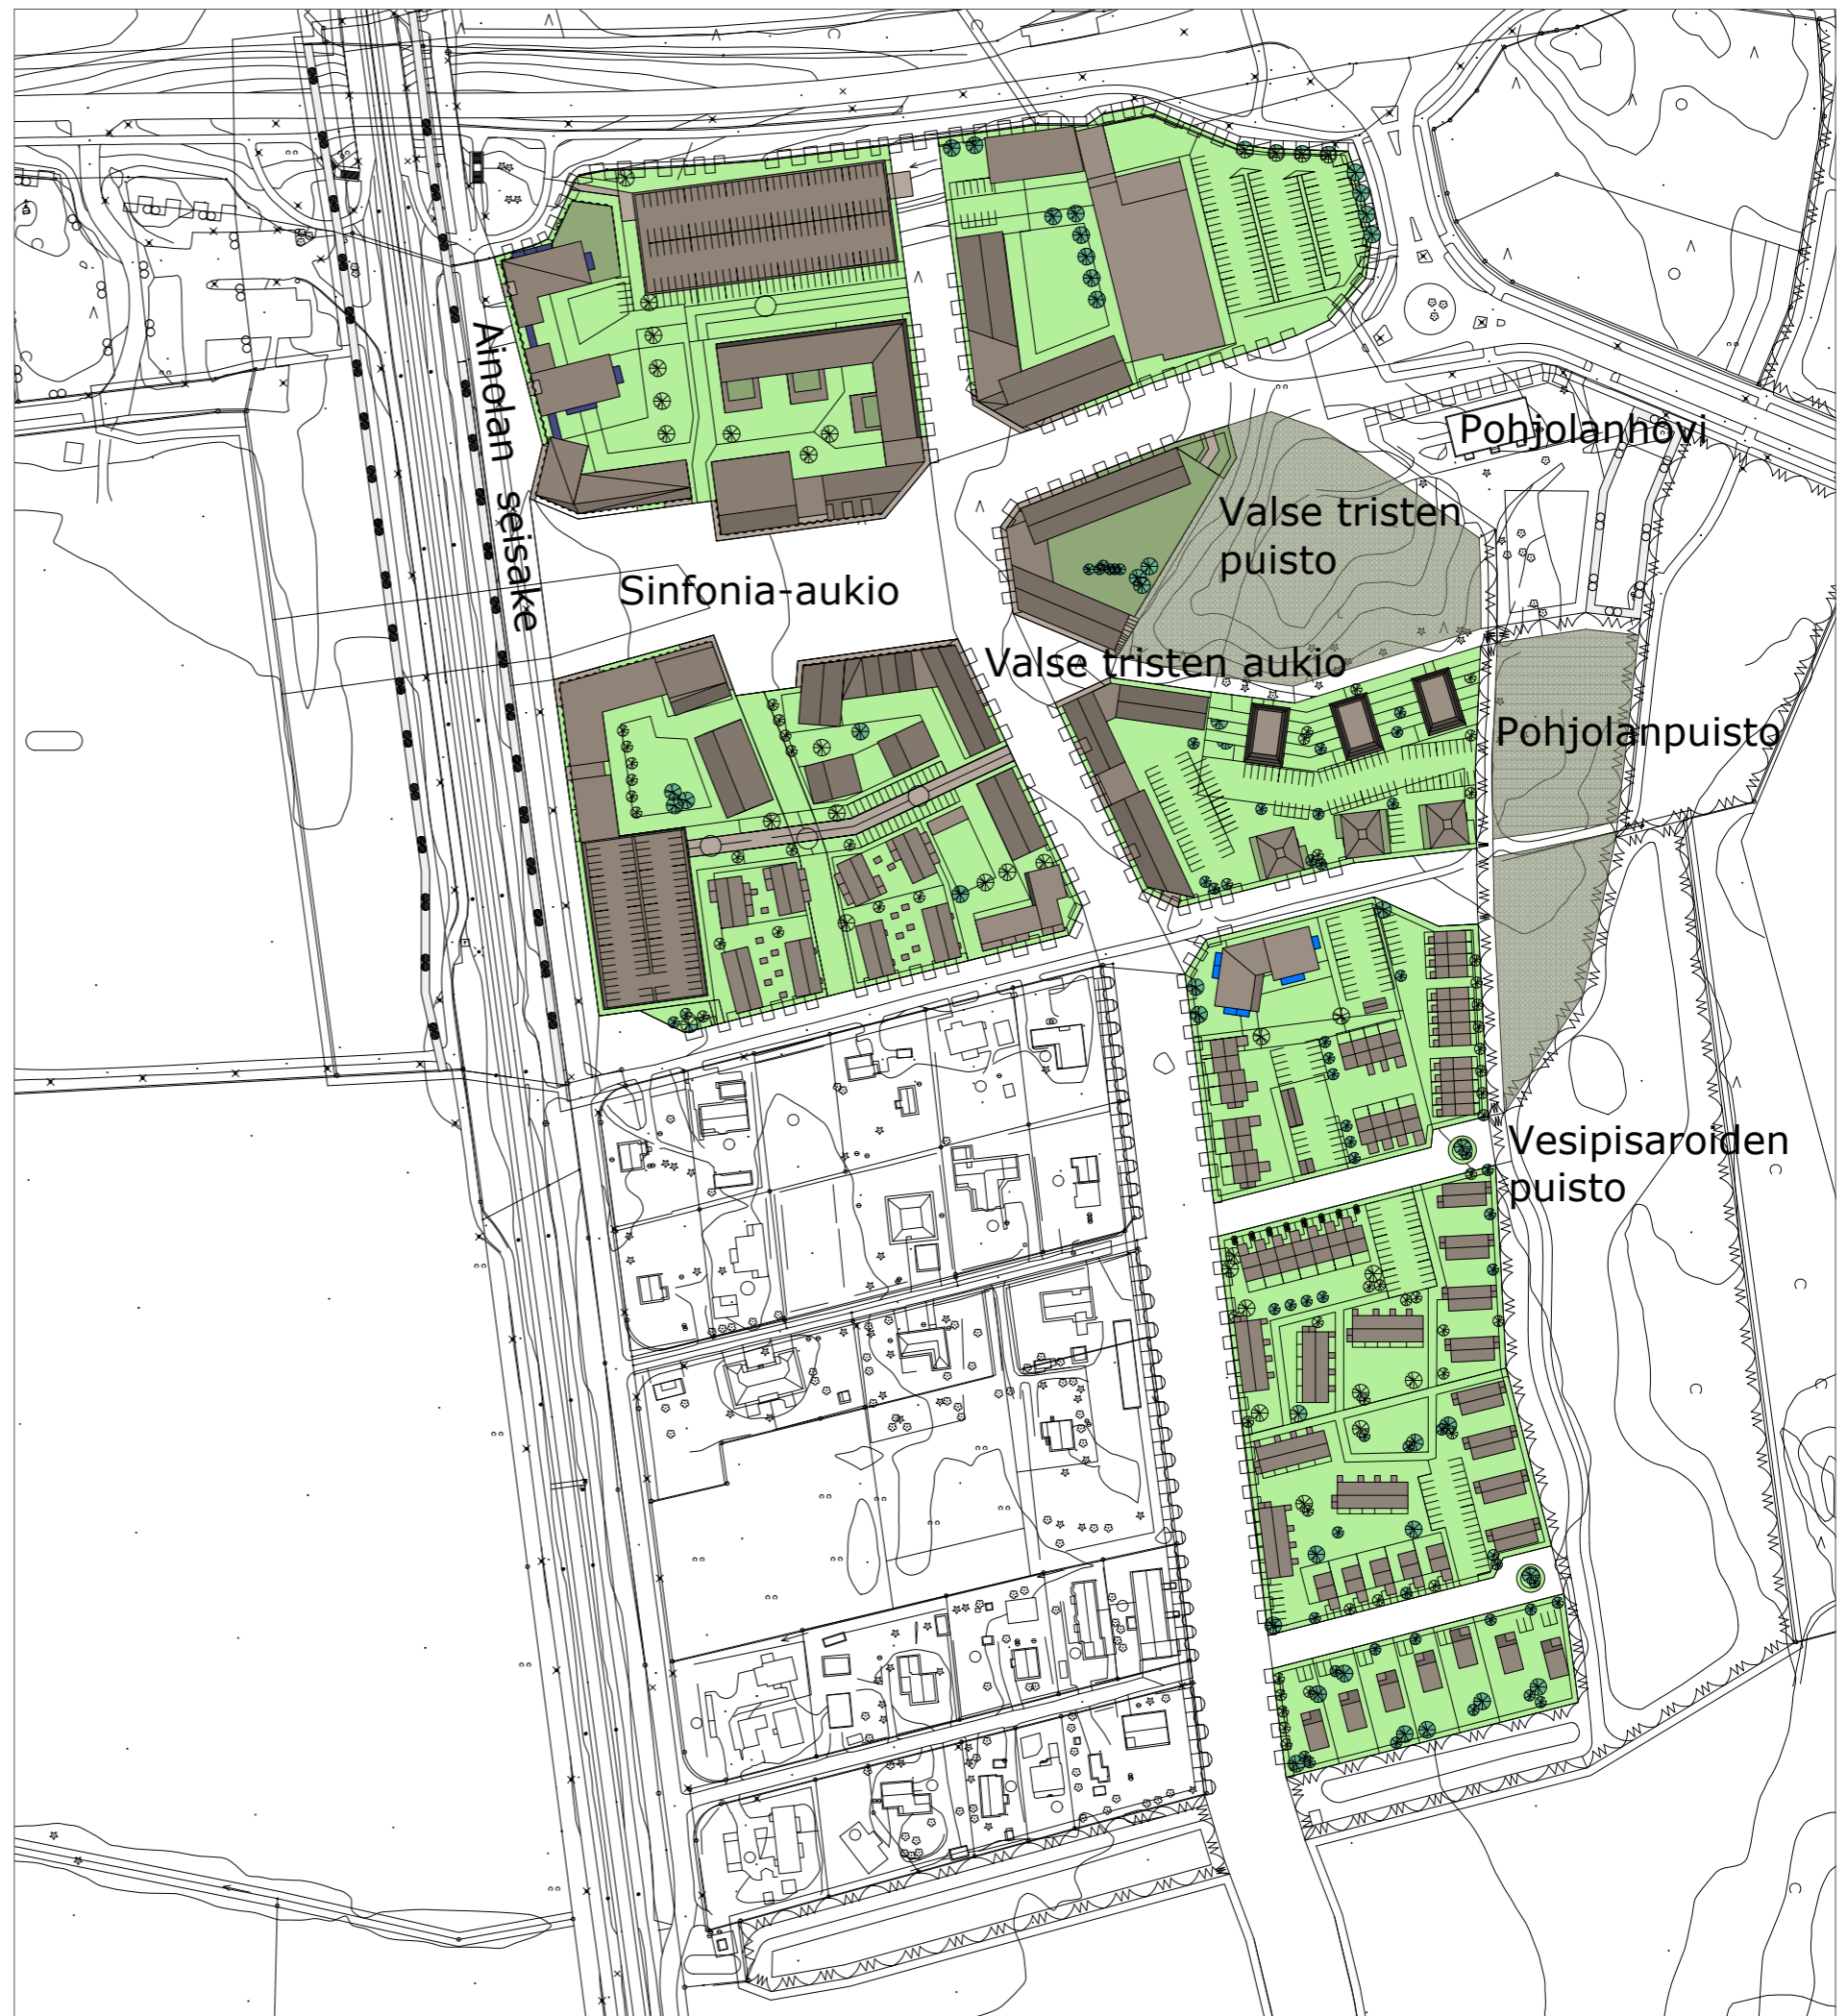 Ainolan seisake
Pohjolanhovi
Valse tristen
puisto
Sinfonia-aukio
Valse tristen aukio
Pohjolanpuisto
Vesipisaroiden
puisto